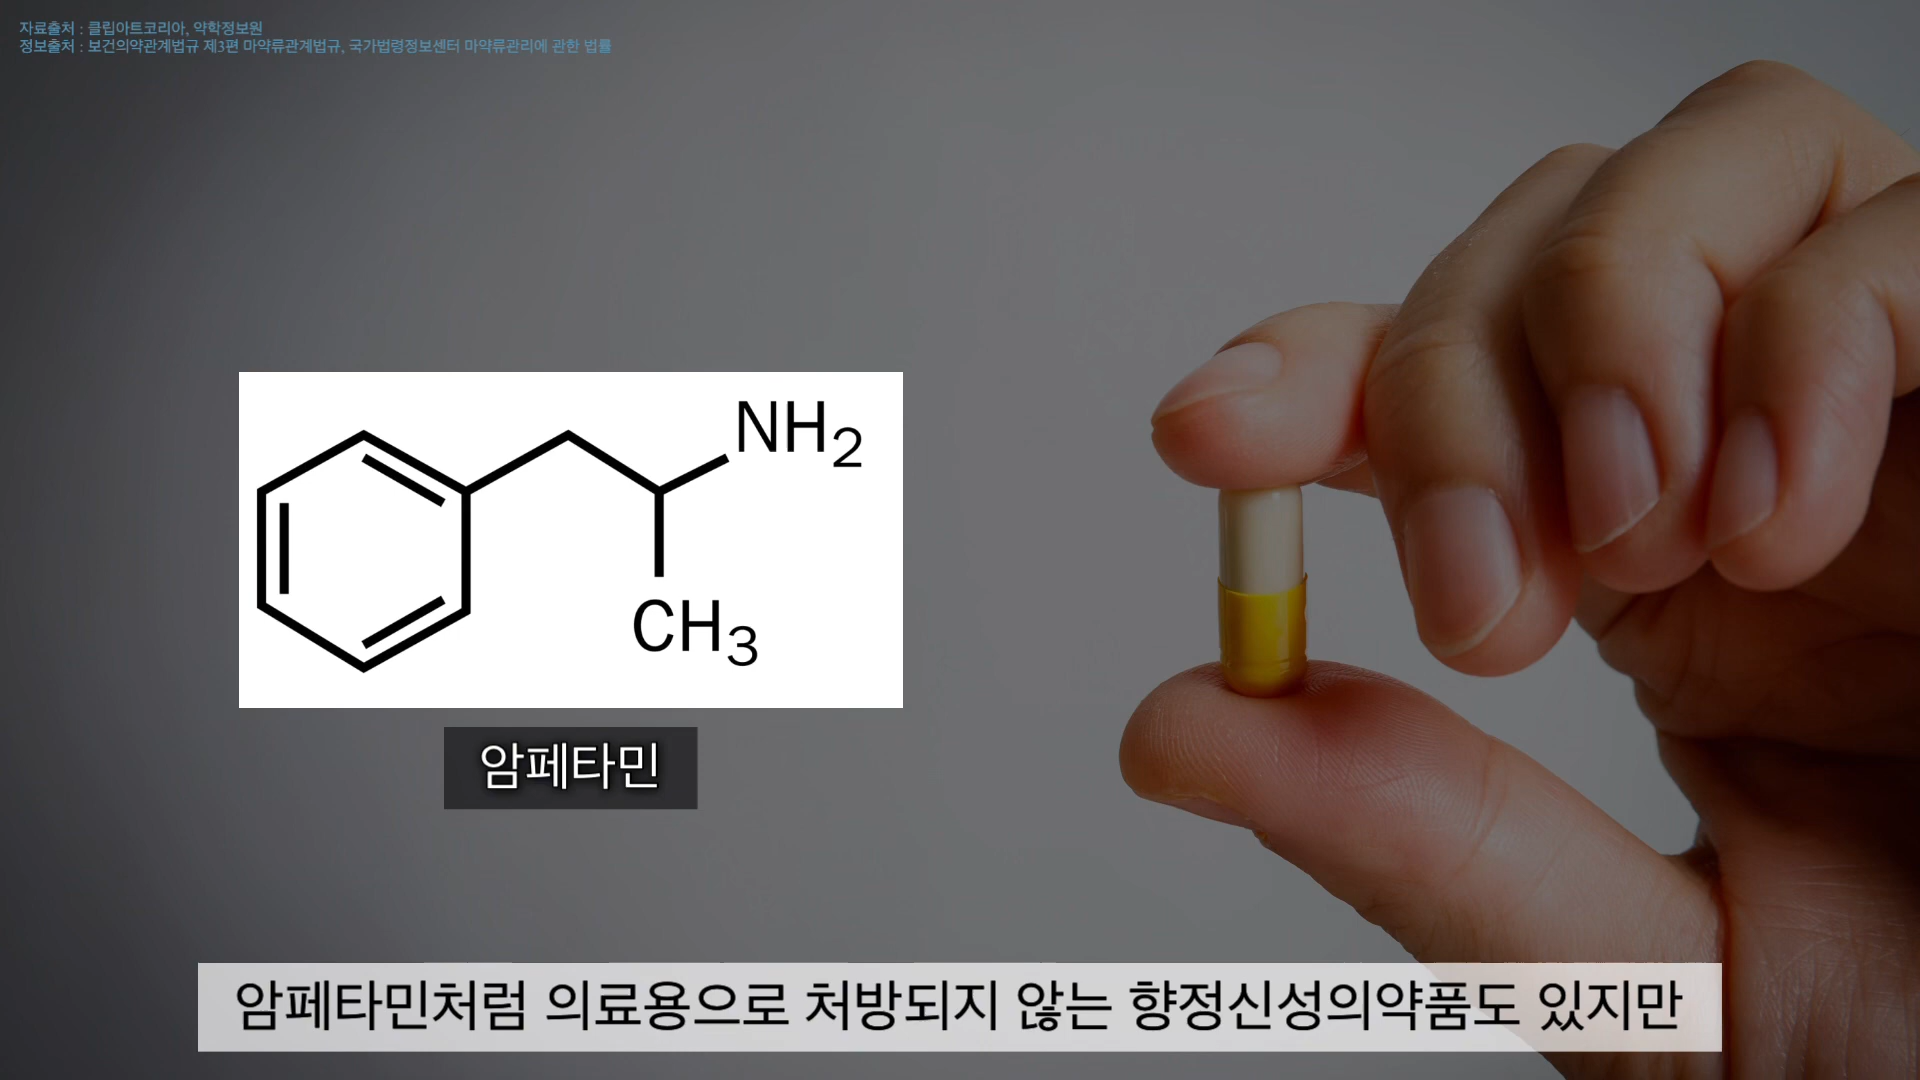 자료출처 : 클립아트코리아, 약학정보원
정보출처 : 보건의약관계법규 제3편 마약류관계법규, 국가법령정보센터 마약류관리에 관한 법률
NH2
CH3
암페타민
암페타민처럼 의료용으로 처방되지 않는 향정신성의약품도 있지만